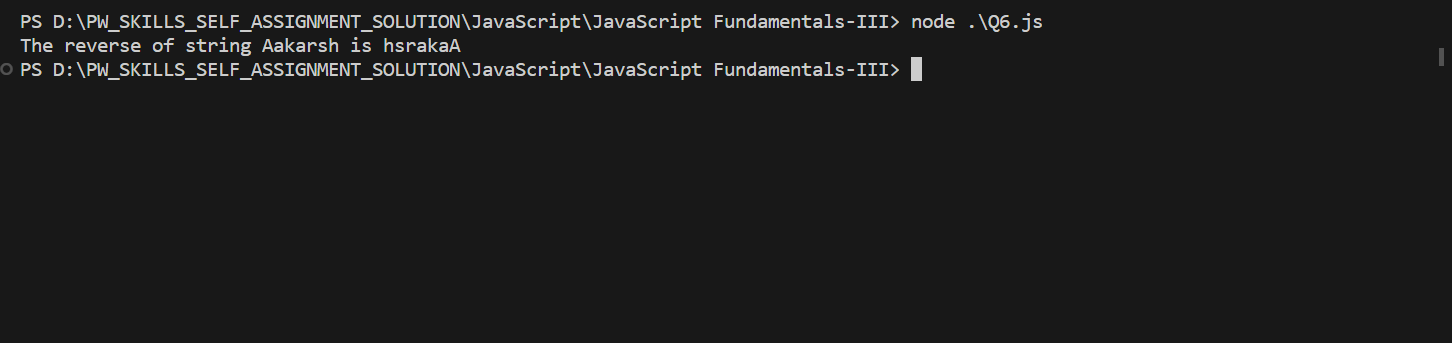 PS D:\PW_SKILLS_SELF_ASSIGNMENT_SOLUTION\JavaScript\JavaScript Fundamentals-III> node .\Q6.js
The reverse of string Aakarsh is hsrakaA
PS D:\PW_SKILLS_SELF_ASSIGNMENT_SOLUTION\JavaScript\JavaScript Fundamentals-III>